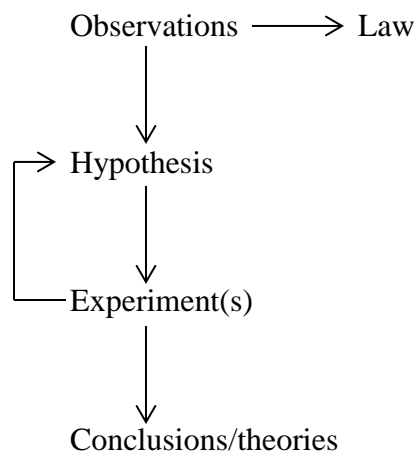 Observations Law
Hypothesis
Experiment(s)
Conclusions/theories